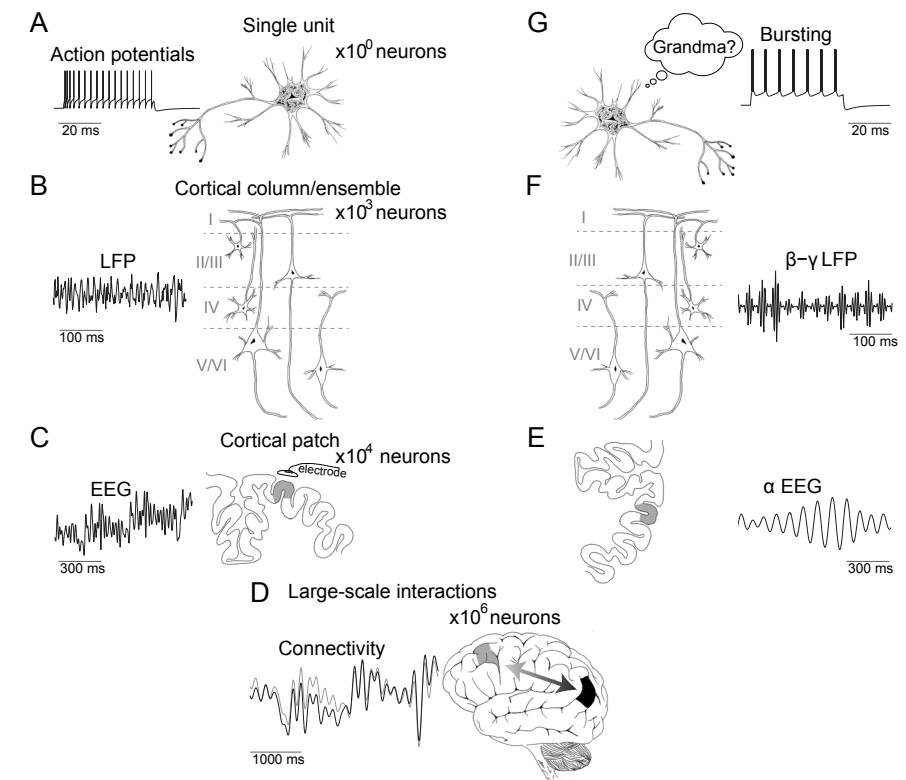 A
Single unit
Action potentials
x10⁰ neurons
20 ms
G
Grandma?
Bursting
20 ms
B
Cortical column/ensemble
x10³ neurons
I
II/III
IV
V/VI
LFP
100 ms
F
I
II/III
IV
V/VI
β−γ LFP
100 ms
C
Cortical patch
x10⁴ neurons
electrode
EEG
300 ms
E
α EEG
300 ms
D Large-scale interactions
x10⁶ neurons
Connectivity
1000 ms